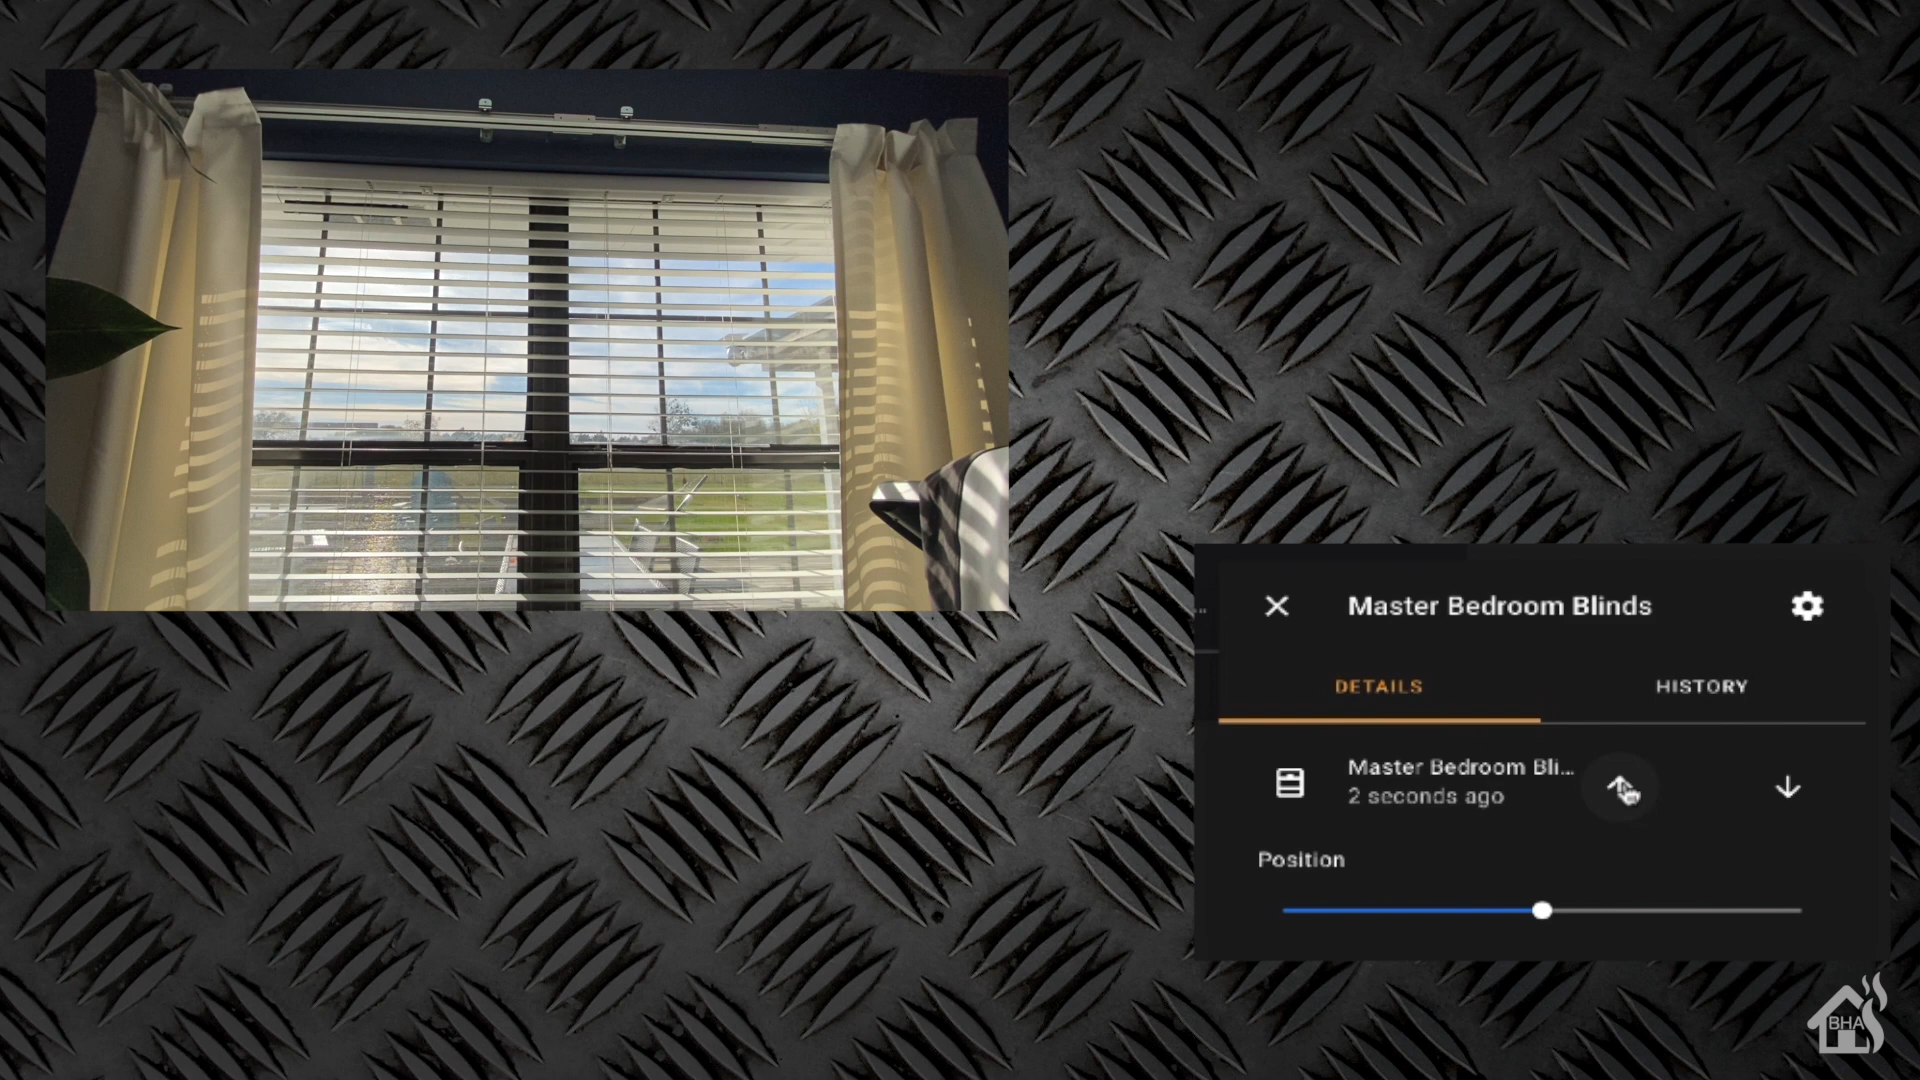 Master Bedroom Blinds
DETAILS
HISTORY
Master Bedroom Bli...
2 seconds ago
Position
BHA